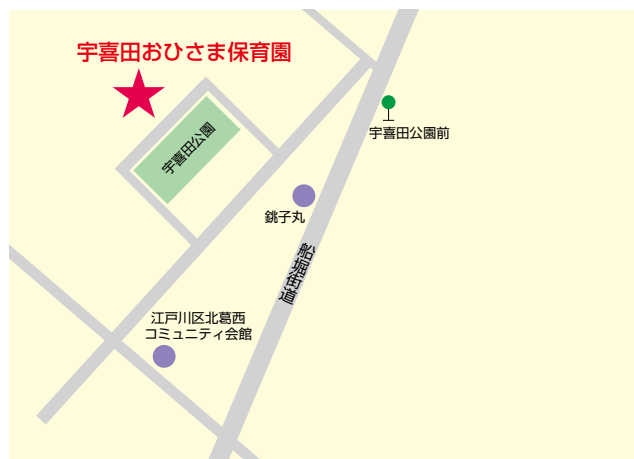 宇喜田おひさま保育園
宇喜田公園
宇喜田公園前
銚子丸
船堀街道
江戸川区北葛西
コミュニティ会館